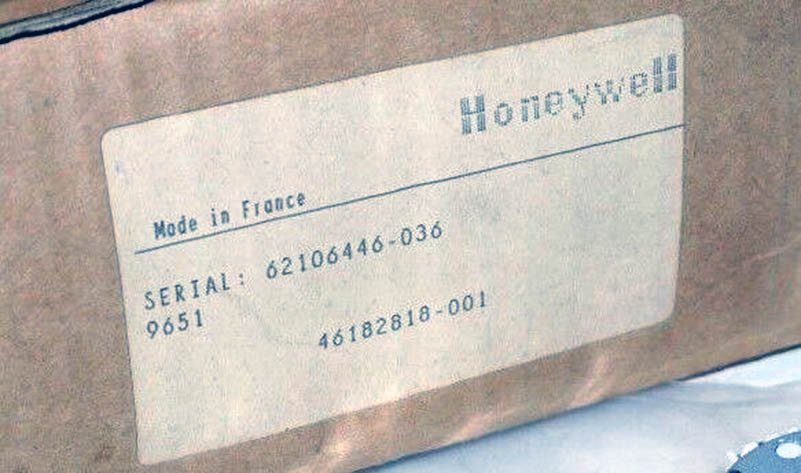 Honeywell
Made in France
SERIAL: 62106446-036
9651
46182818-001